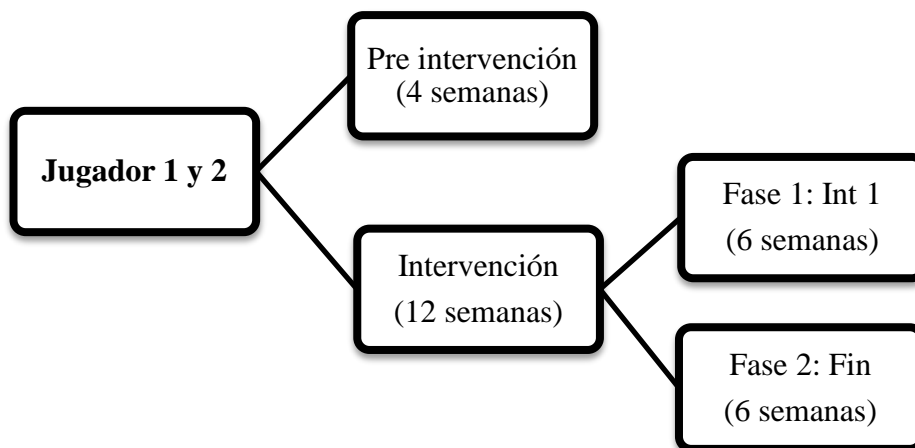 Pre intervención
(4 semanas)
Jugador 1 y 2
Intervención
(12 semanas)
Fase 1: Int 1
(6 semanas)
Fase 2: Fin
(6 semanas)